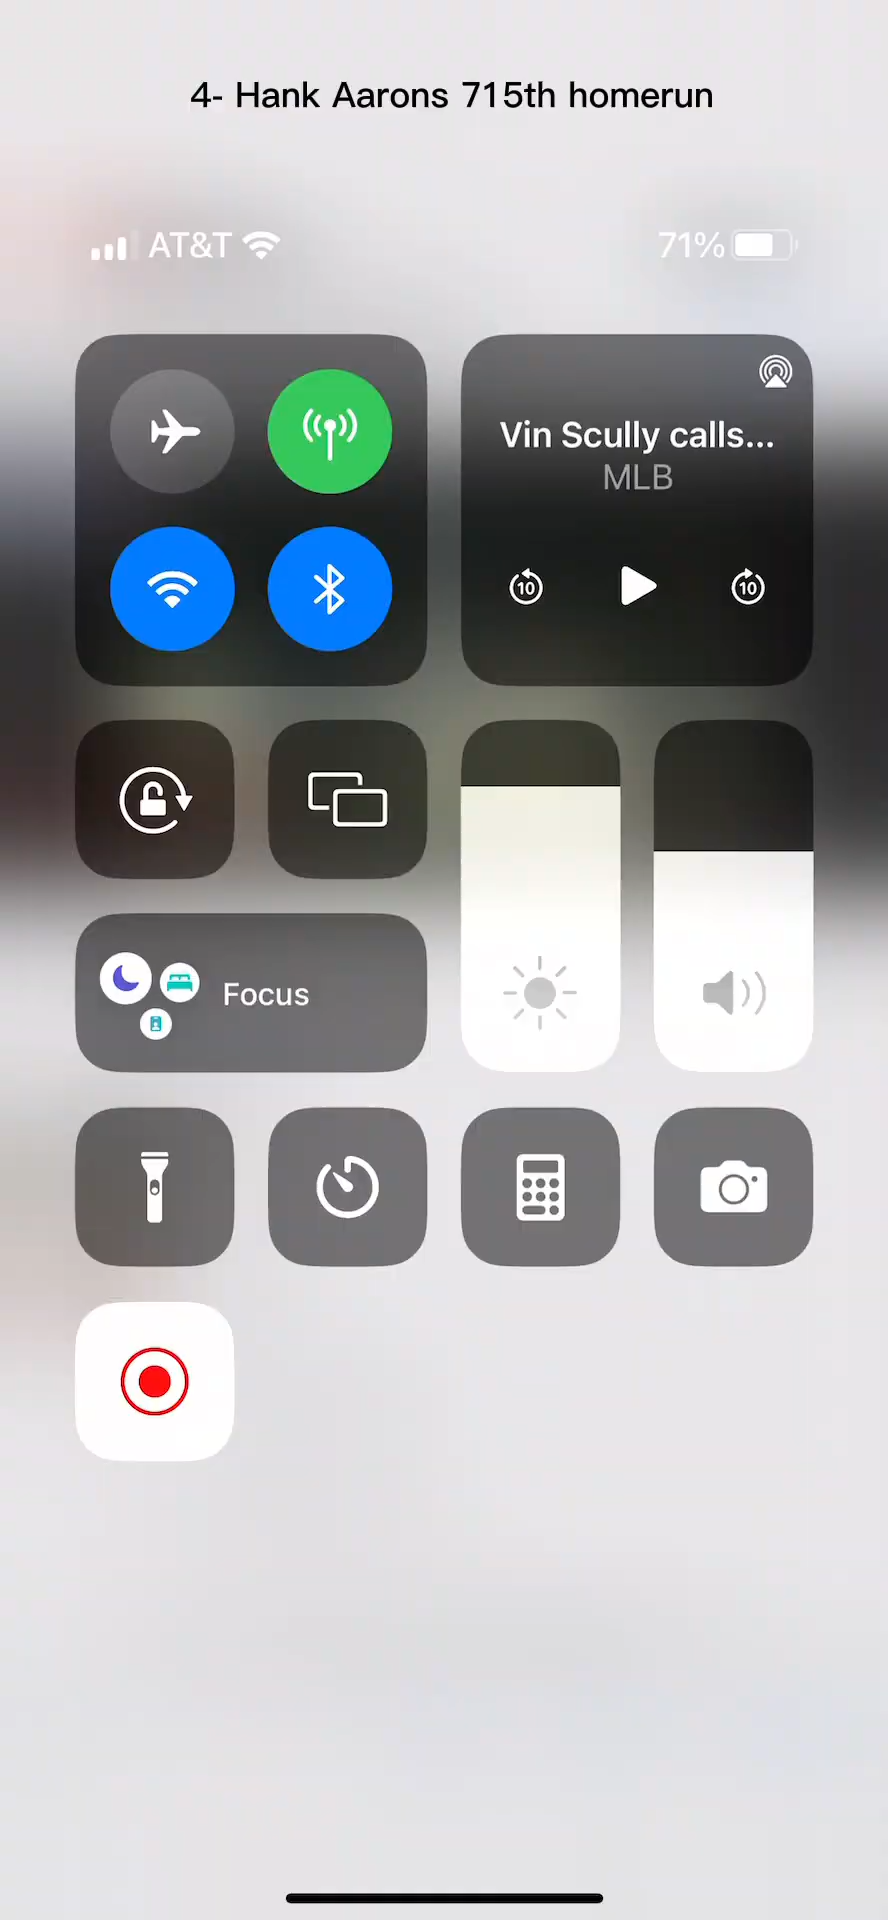 4- Hank Aarons 715th homerun
AT&T
71%
Vin Scully calls...
MLB
10
10
Focus